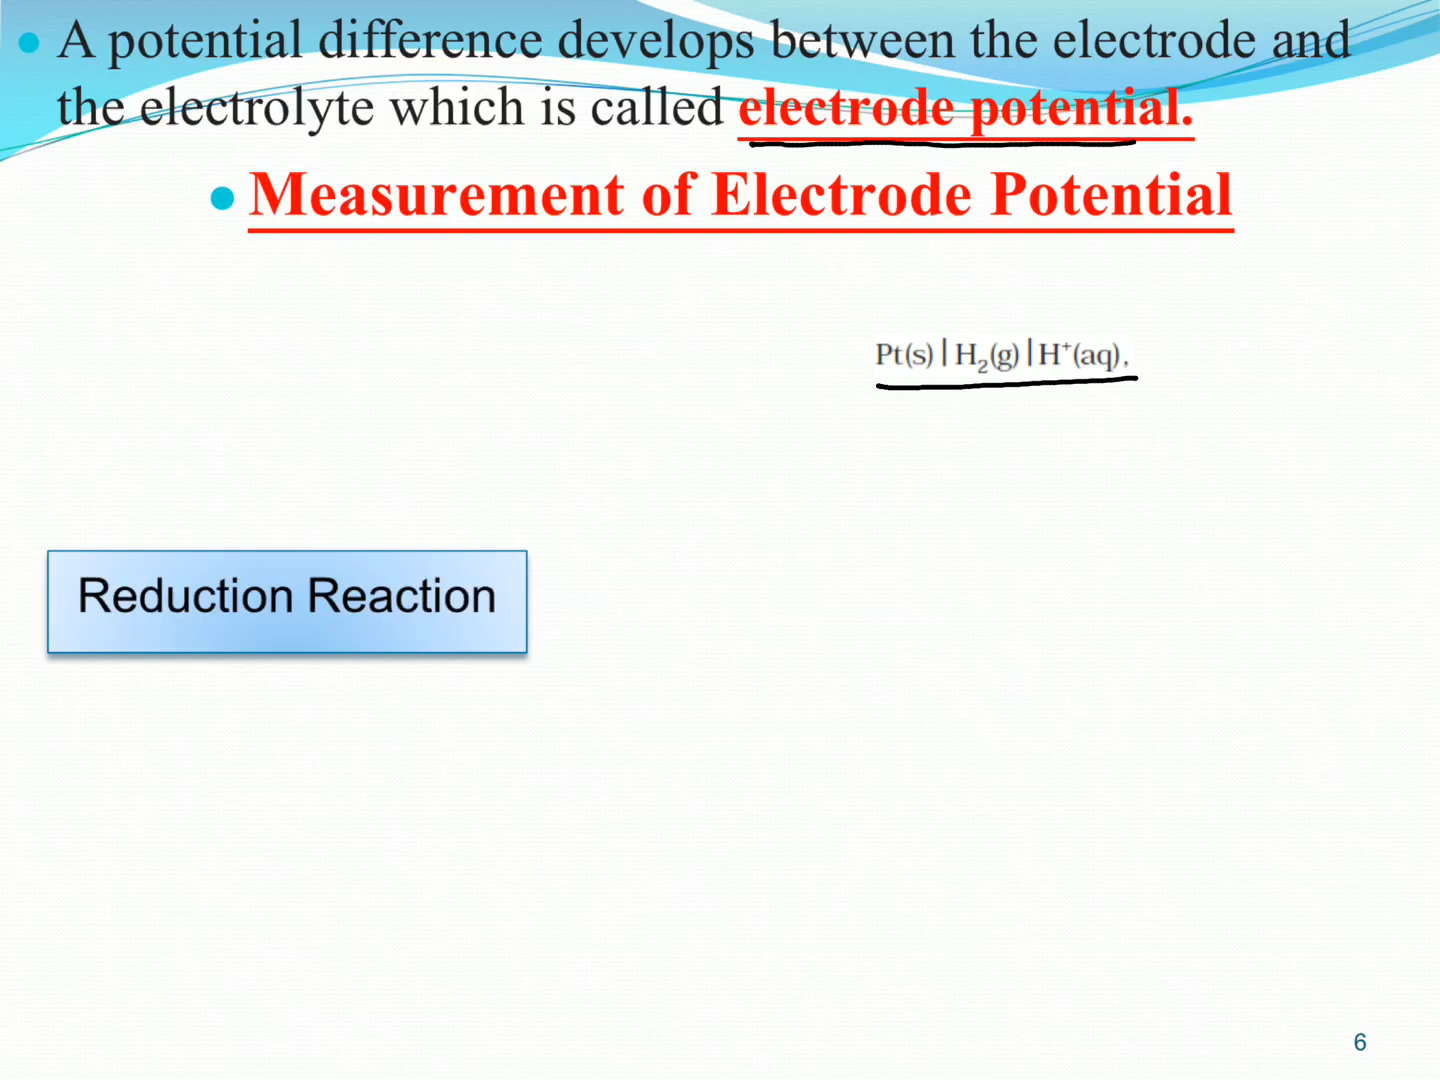 A potential difference develops between the electrode and
the electrolyte which is called electrode potential.
Measurement of Electrode Potential
Pt(s)|H₂(g)|H⁺(aq),
Reduction Reaction
6